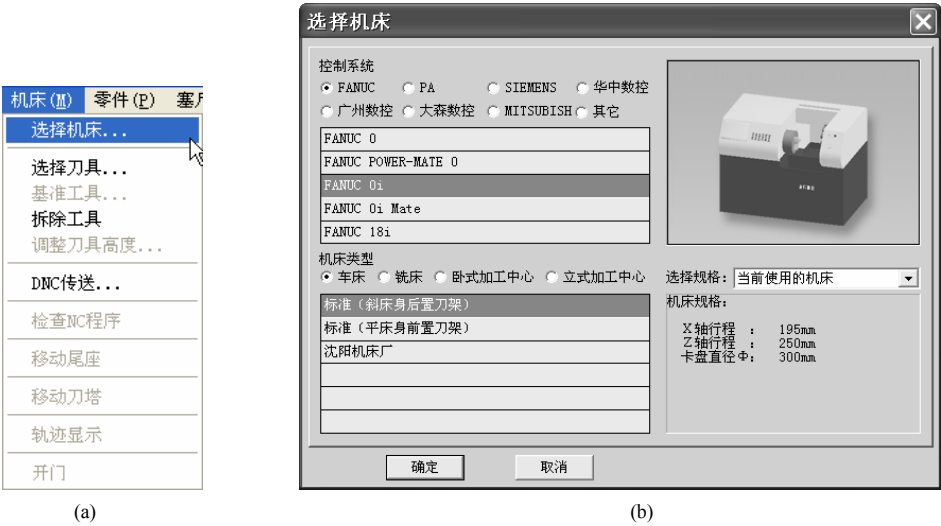 机床(M) 零件(P)
选择机床...
选择刀具...
基准工具...
拆除工具
调整刀具高度...
DNC传送...
检查NC程序
移动尾座
移动刀塔
轨迹显示
开门
(a)
选择机床
控制系统
FANUC PA SIEMENS 华中数控
广州数控 大森数控 MITSUBISH 其它
FANUC 0
FANUC POWER-MATE 0
FANUC 0i
FANUC 0i Mate
FANUC 18i
机床类型
车床 铣床 卧式加工中心 立式加工中心
标准（斜床身后置刀架）
标准（平床身前置刀架）
沈阳机床厂
选择规格: 当前使用的机床
机床规格:
X轴行程 : 195mm
Z轴行程 : 250mm
卡盘直径Φ: 300mm
确定 取消
(b)